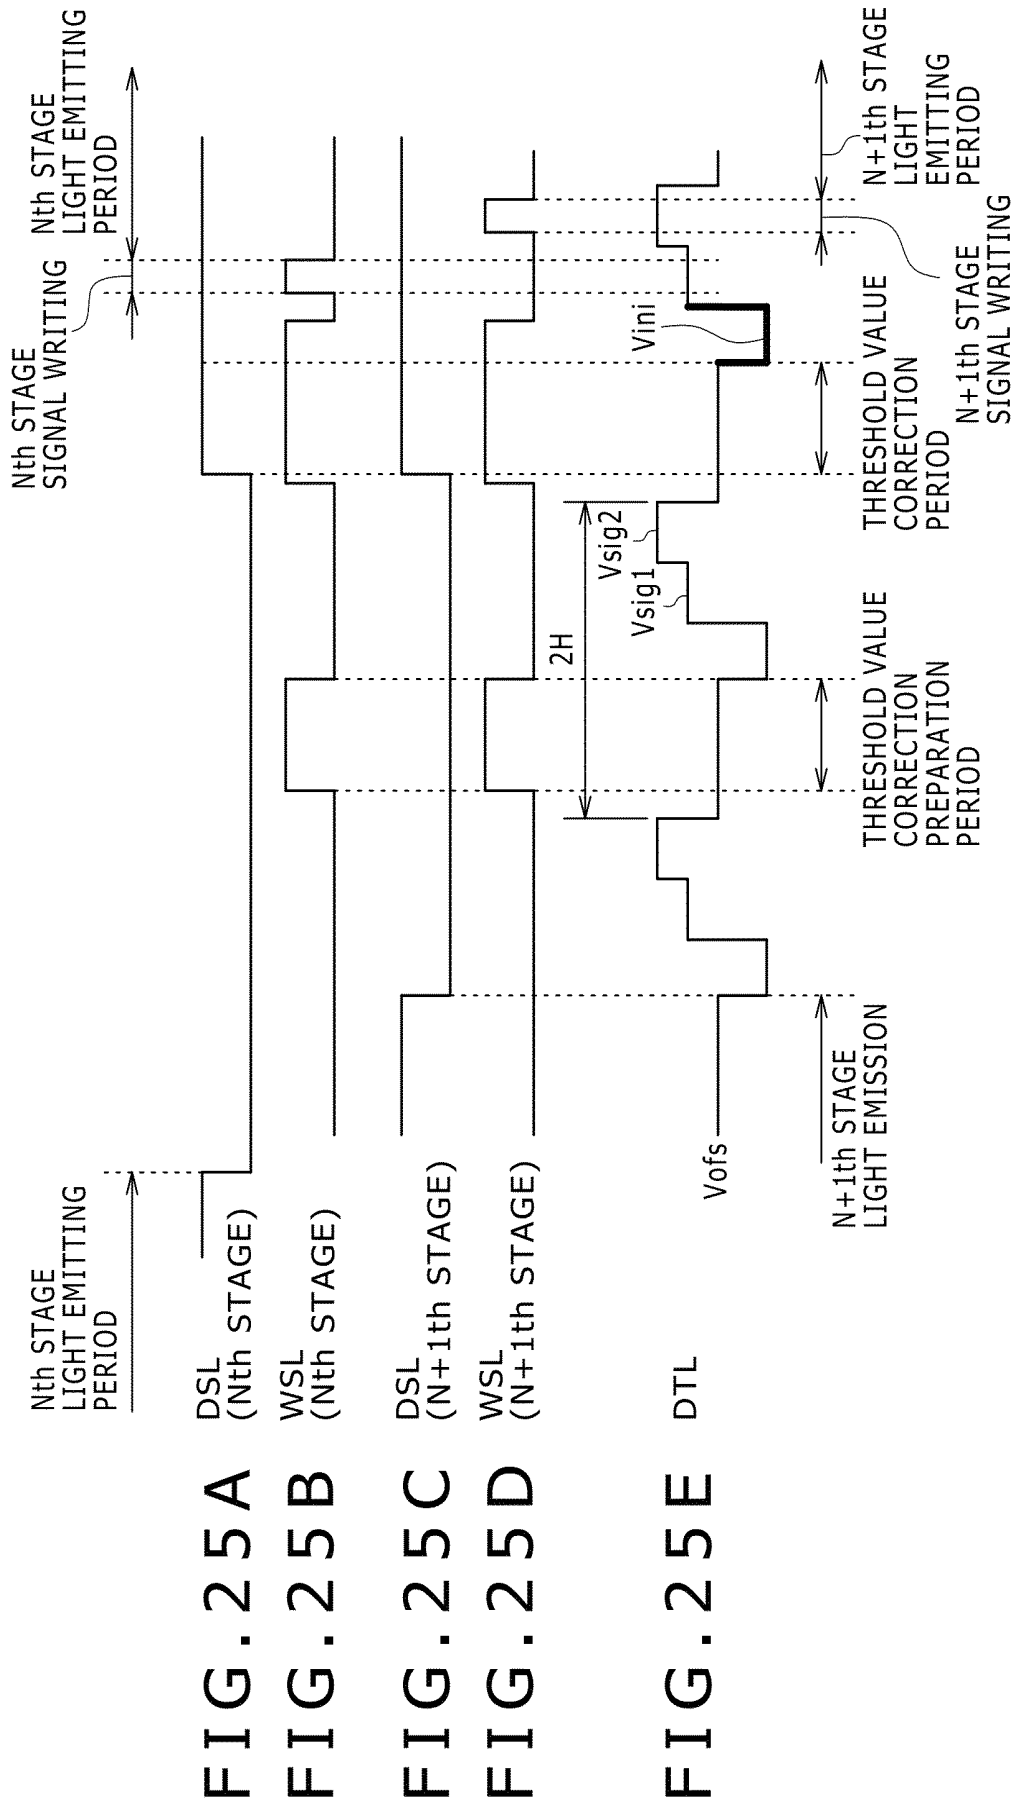 Nth STAGE
LIGHT EMITTING
PERIOD
Nth STAGE
SIGNAL WRITING
Nth STAGE
LIGHT EMITTING
PERIOD
FIG.25A
DSL
(Nth STAGE)
FIG.25B
WSL
(Nth STAGE)
FIG.25C
DSL
(N+1th STAGE)
FIG.25D
WSL
(N+1th STAGE)
2H
Vsig2
Vsig1
Vini
FIG.25E
DTL
Vofs
N+1th STAGE
LIGHT EMISSION
THRESHOLD VALUE
CORRECTION
PREPARATION
PERIOD
THRESHOLD VALUE
CORRECTION
PERIOD
N+1th STAGE
SIGNAL WRITING
N+1th STAGE
LIGHT
EMITTING
PERIOD